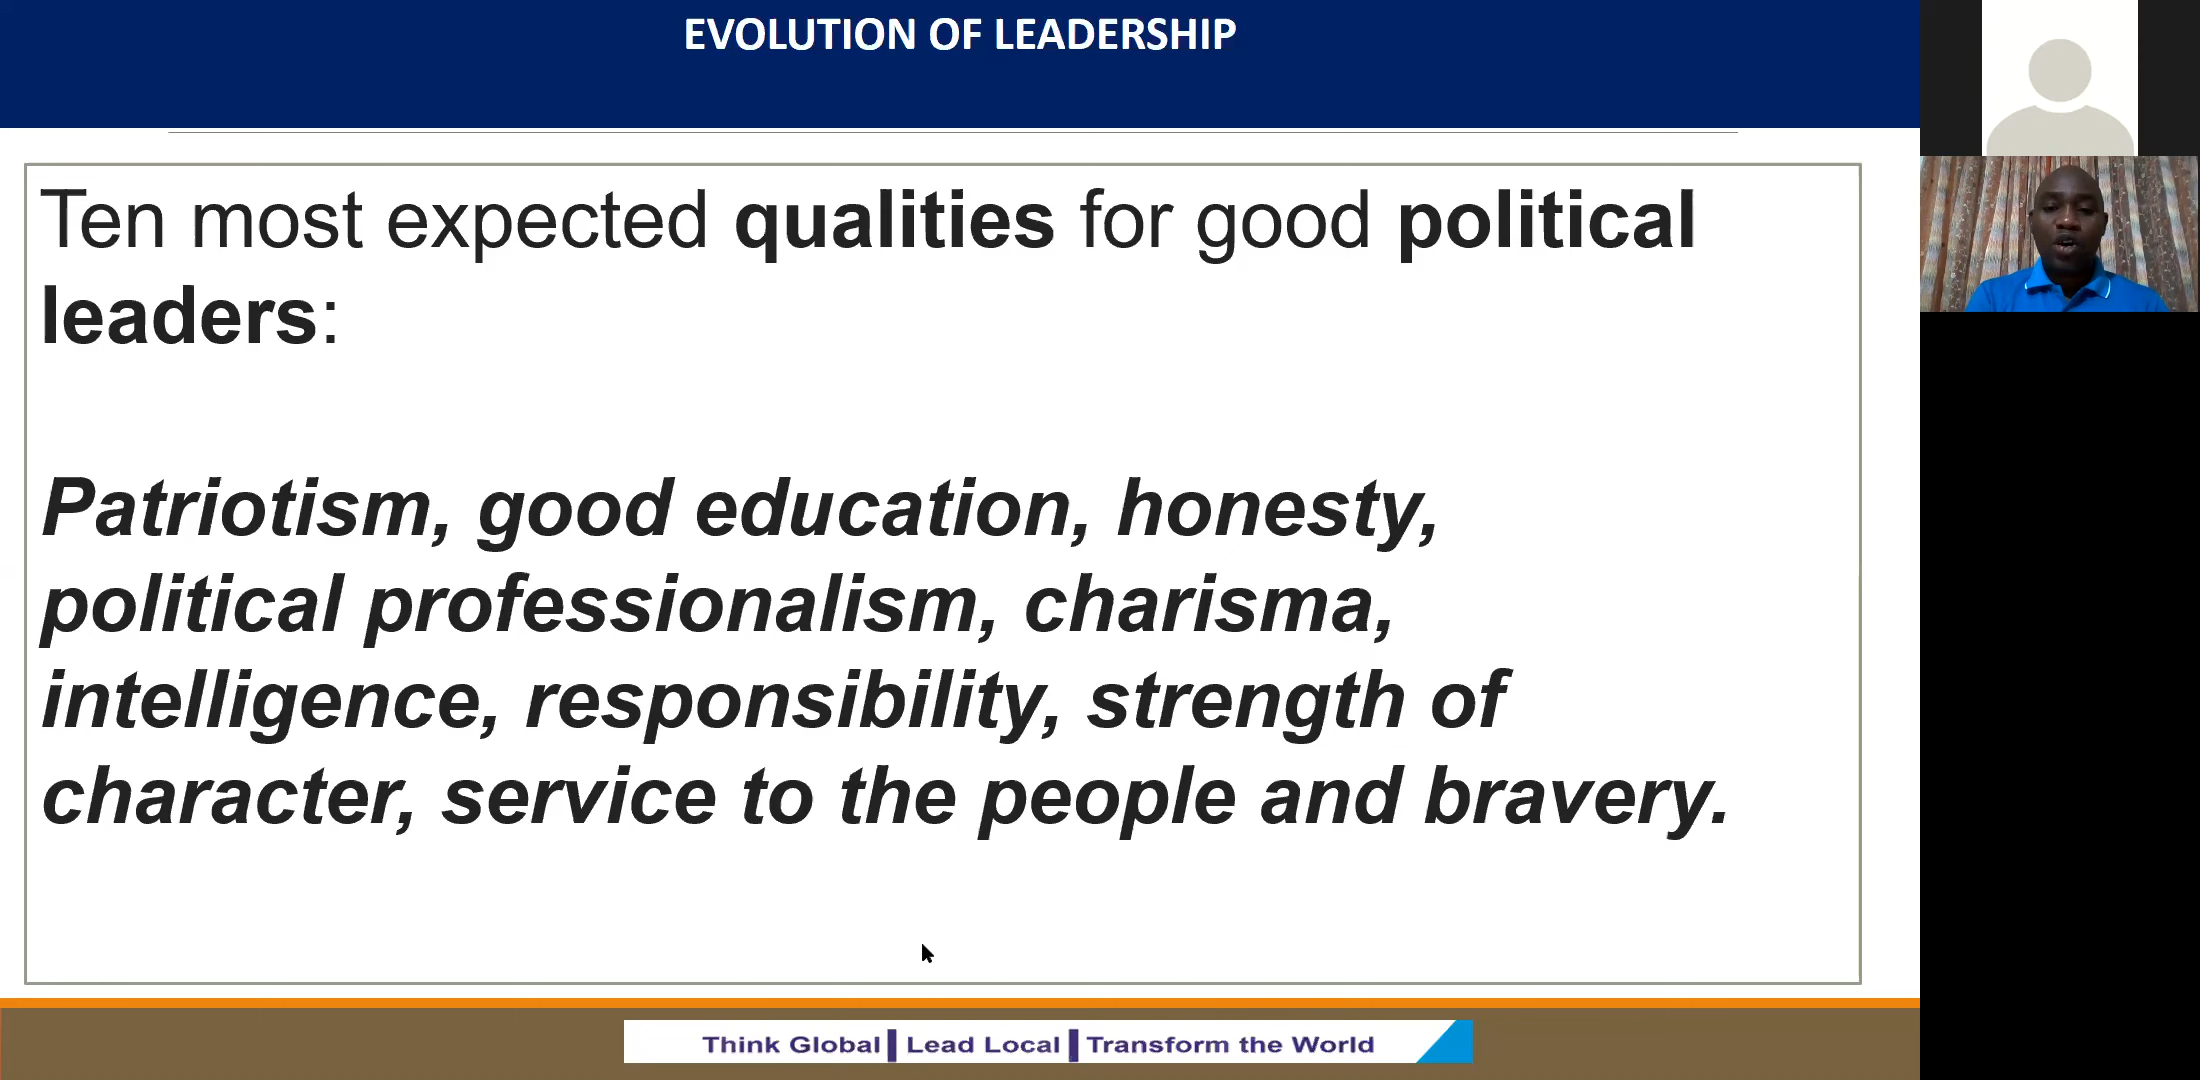 EVOLUTION OF LEADERSHIP
Ten most expected qualities for good political
leaders:
Patriotism, good education, honesty,
political professionalism, charisma,
intelligence, responsibility, strength of
character, service to the people and bravery.
Think Global Lead Local Transform the World